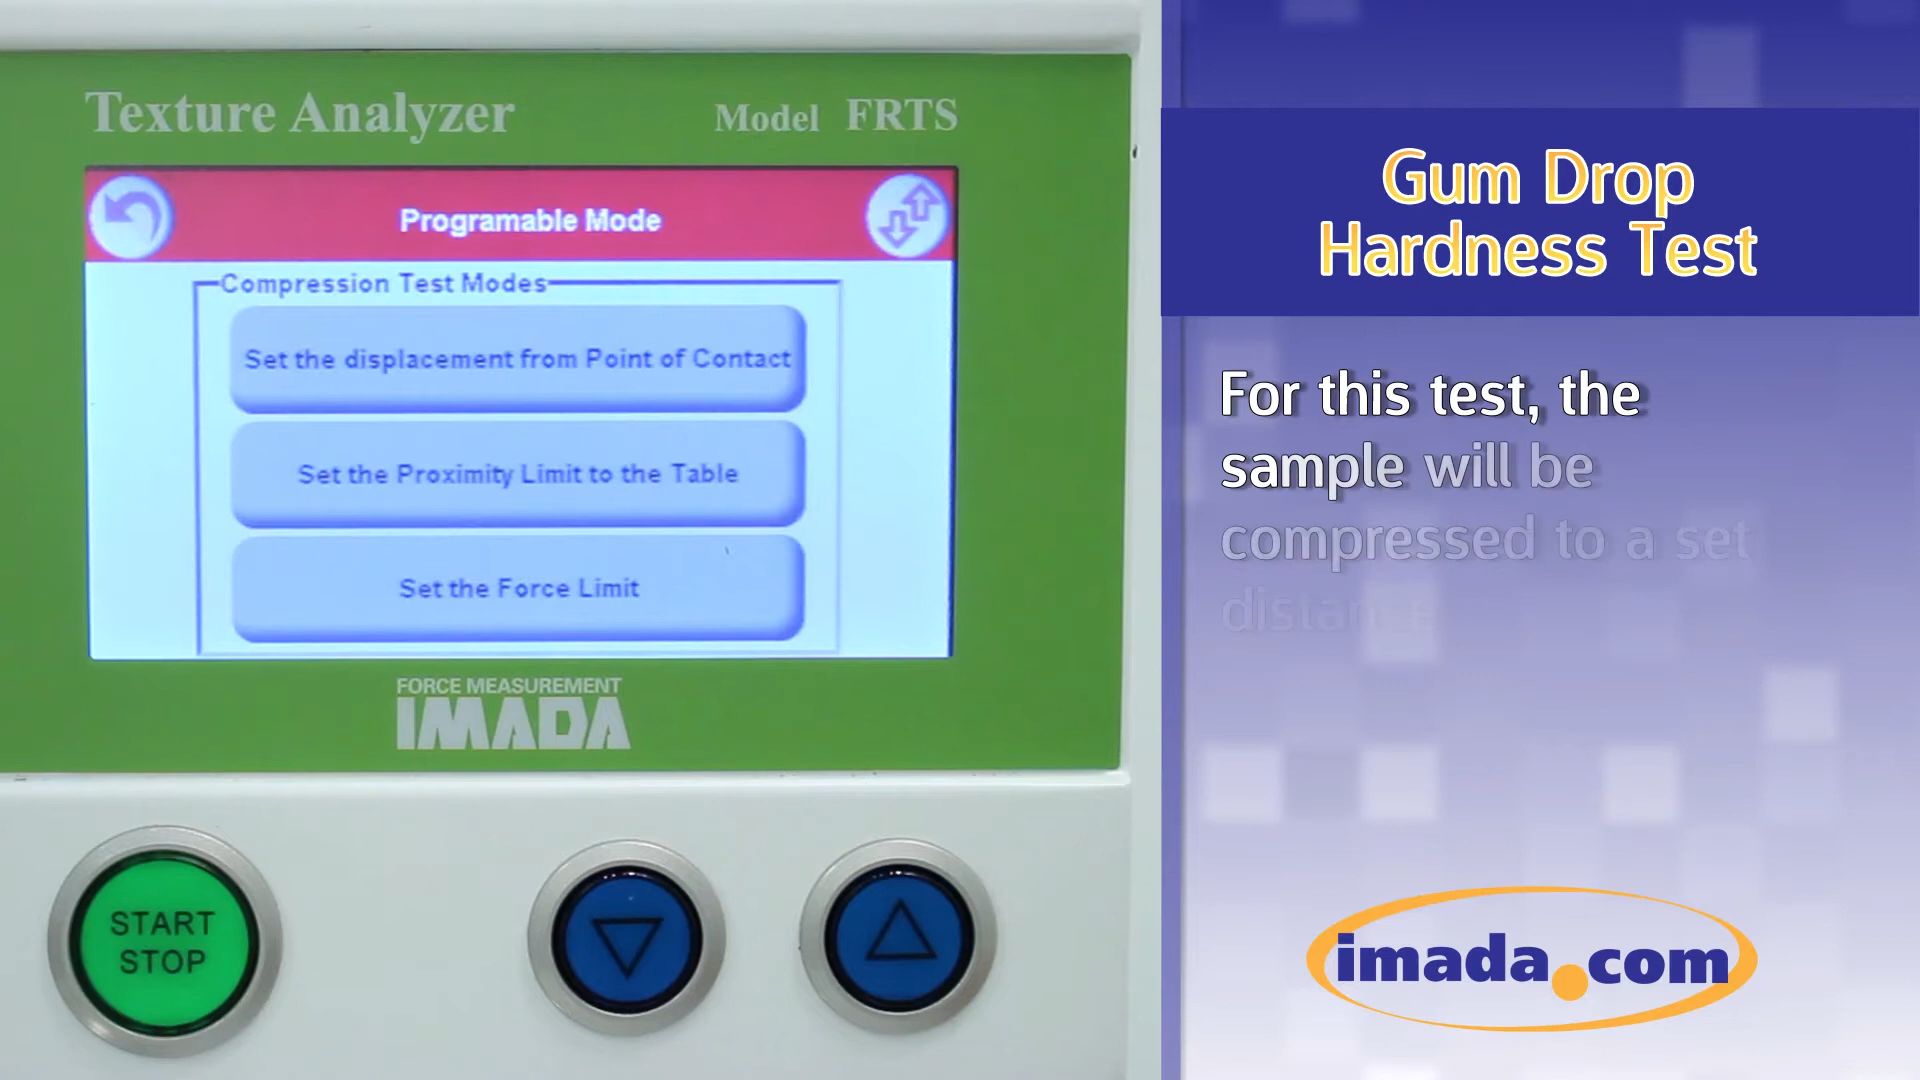 Texture Analyzer Model FRTS
Programable Mode
Compression Test Modes
Set the displacement from Point of Contact
Set the Proximity Limit to the Table
Set the Force Limit
FORCE MEASUREMENT
IMADA
START
STOP
Gum Drop
Hardness Test
For this test, the
sample will be
compressed to a set
distance
imada.com